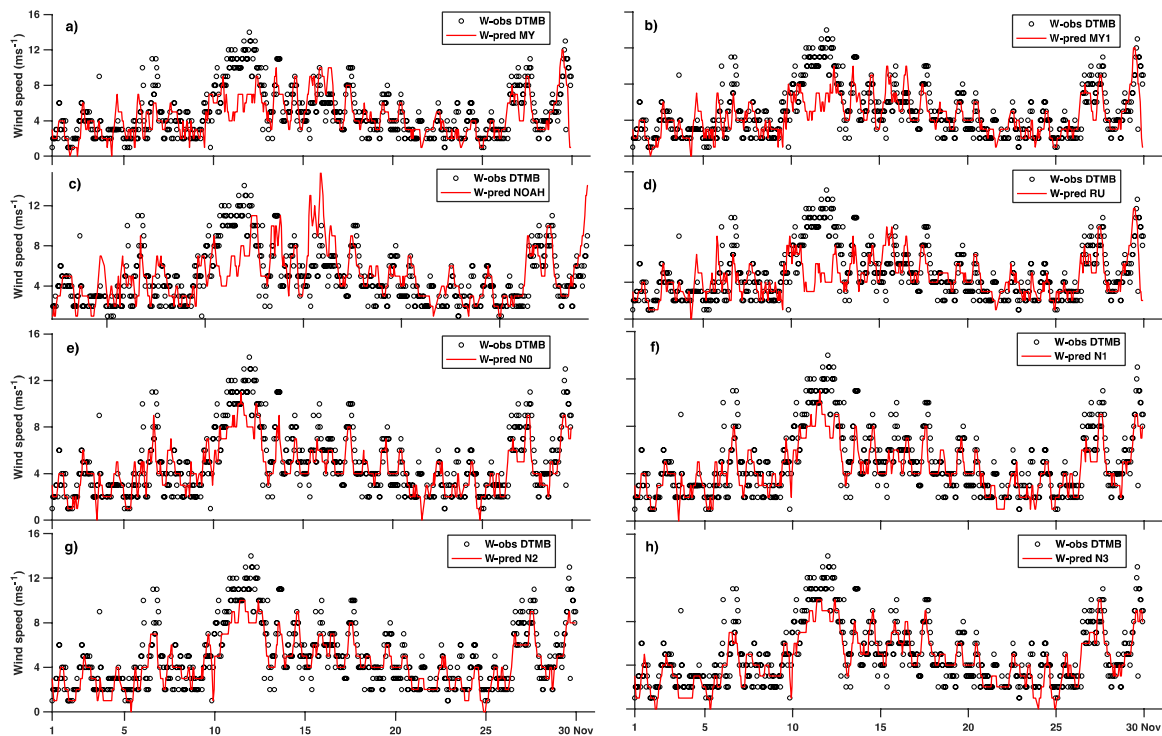 a)
W-obs DTMB
W-pred MY
Wind speed (ms⁻¹)
16
12
8
4
0
b)
W-obs DTMB
W-pred MY1
c)
W-obs DTMB
W-pred NOAH
Wind speed (ms⁻¹)
12
8
4
d)
W-obs DTMB
W-pred RU
e)
W-obs DTMB
W-pred N0
Wind speed (ms⁻¹)
16
12
8
4
0
f)
W-obs DTMB
W-pred N1
g)
W-obs DTMB
W-pred N2
Wind speed (ms⁻¹)
16
12
8
4
0
1 5 10 15 20 25 30 Nov
h)
W-obs DTMB
W-pred N3
1 5 10 15 20 25 30 Nov